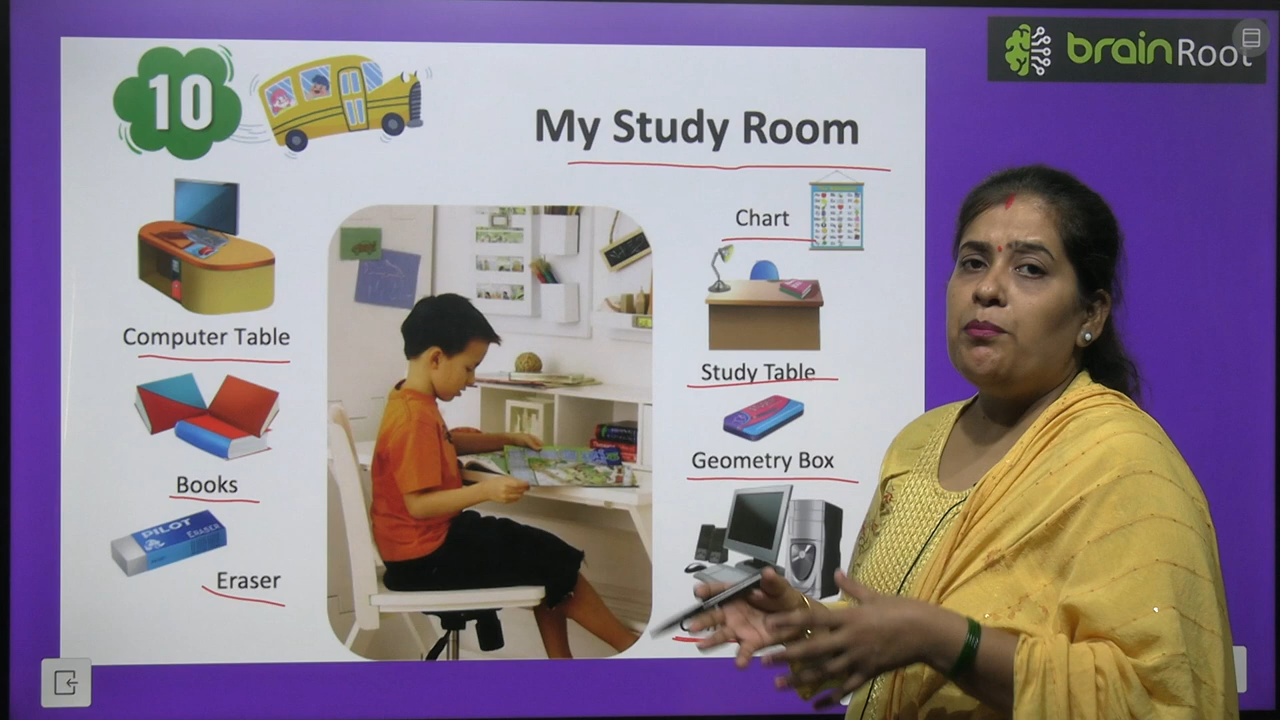 10
My Study Room
brainRoot
Chart
Computer Table
Study Table
Books
Geometry Box
PILOT
ERASER
Eraser